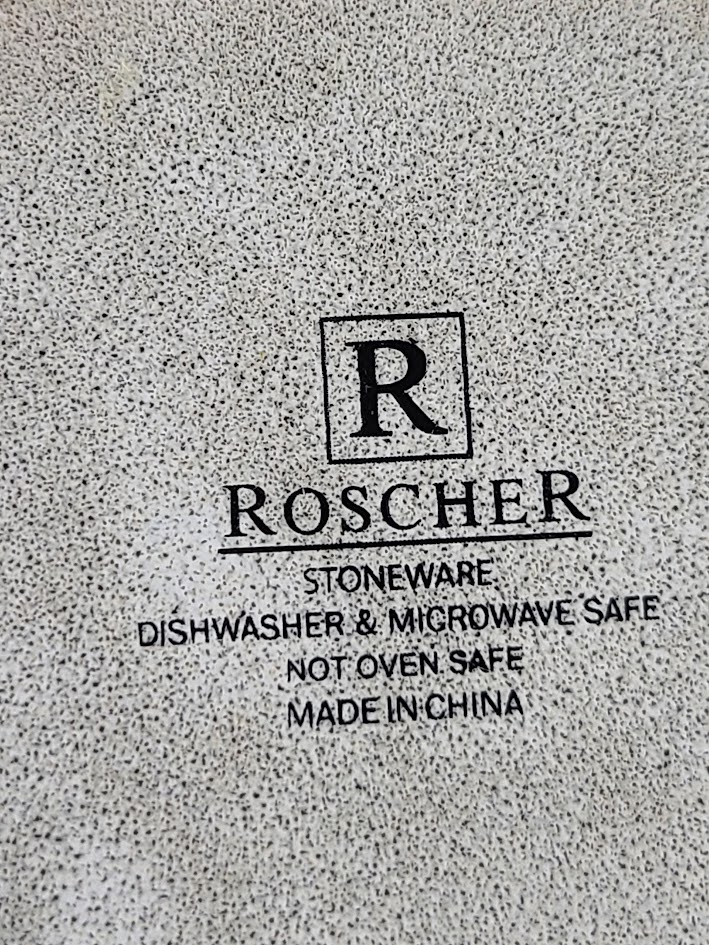 R
ROSCHER
STONEWARE
DISHWASHER & MICROWAVE SAFE
NOT OVEN SAFE
MADE IN CHINA